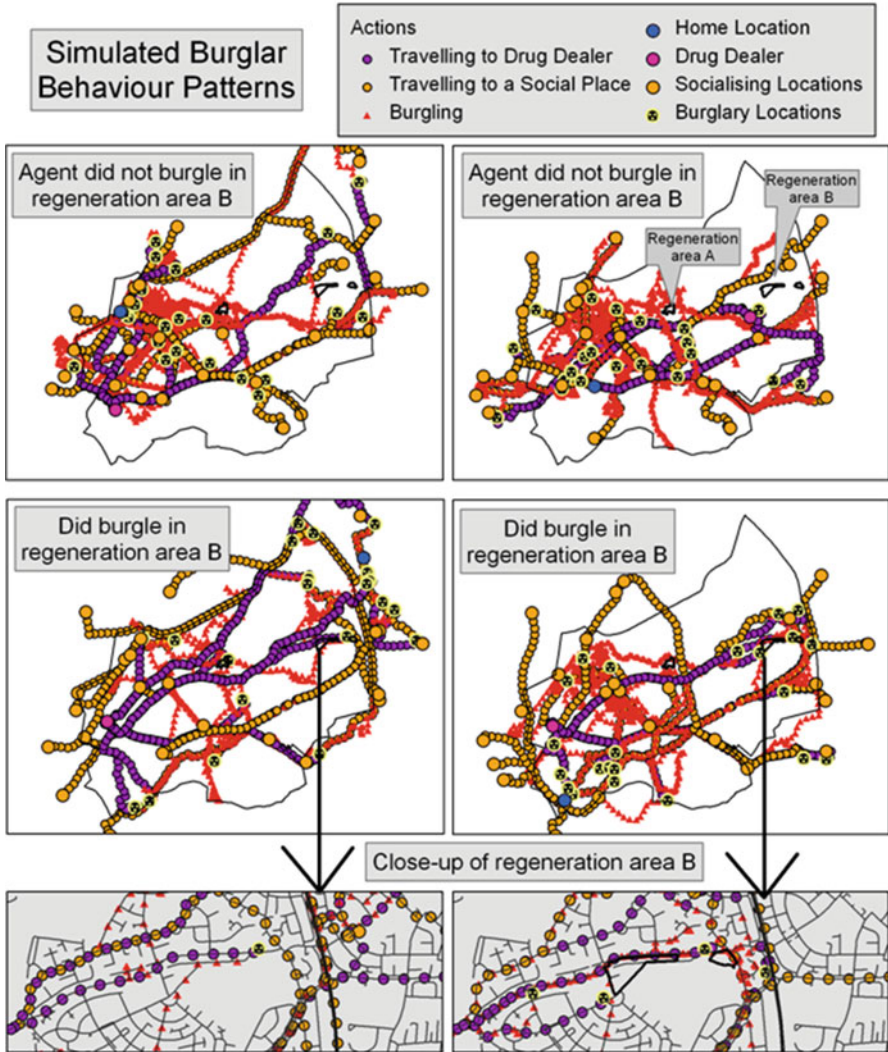 Simulated Burglar
Behaviour Patterns
Actions
Travelling to Drug Dealer
Travelling to a Social Place
Burgling
Home Location
Drug Dealer
Socialising Locations
Burglary Locations
Agent did not burgle in
regeneration area B
Agent did not burgle in
regeneration area B
Regeneration
area A
Regeneration
area B
Did burgle in
regeneration area B
Did burgle in
regeneration area B
Close-up of regeneration area B